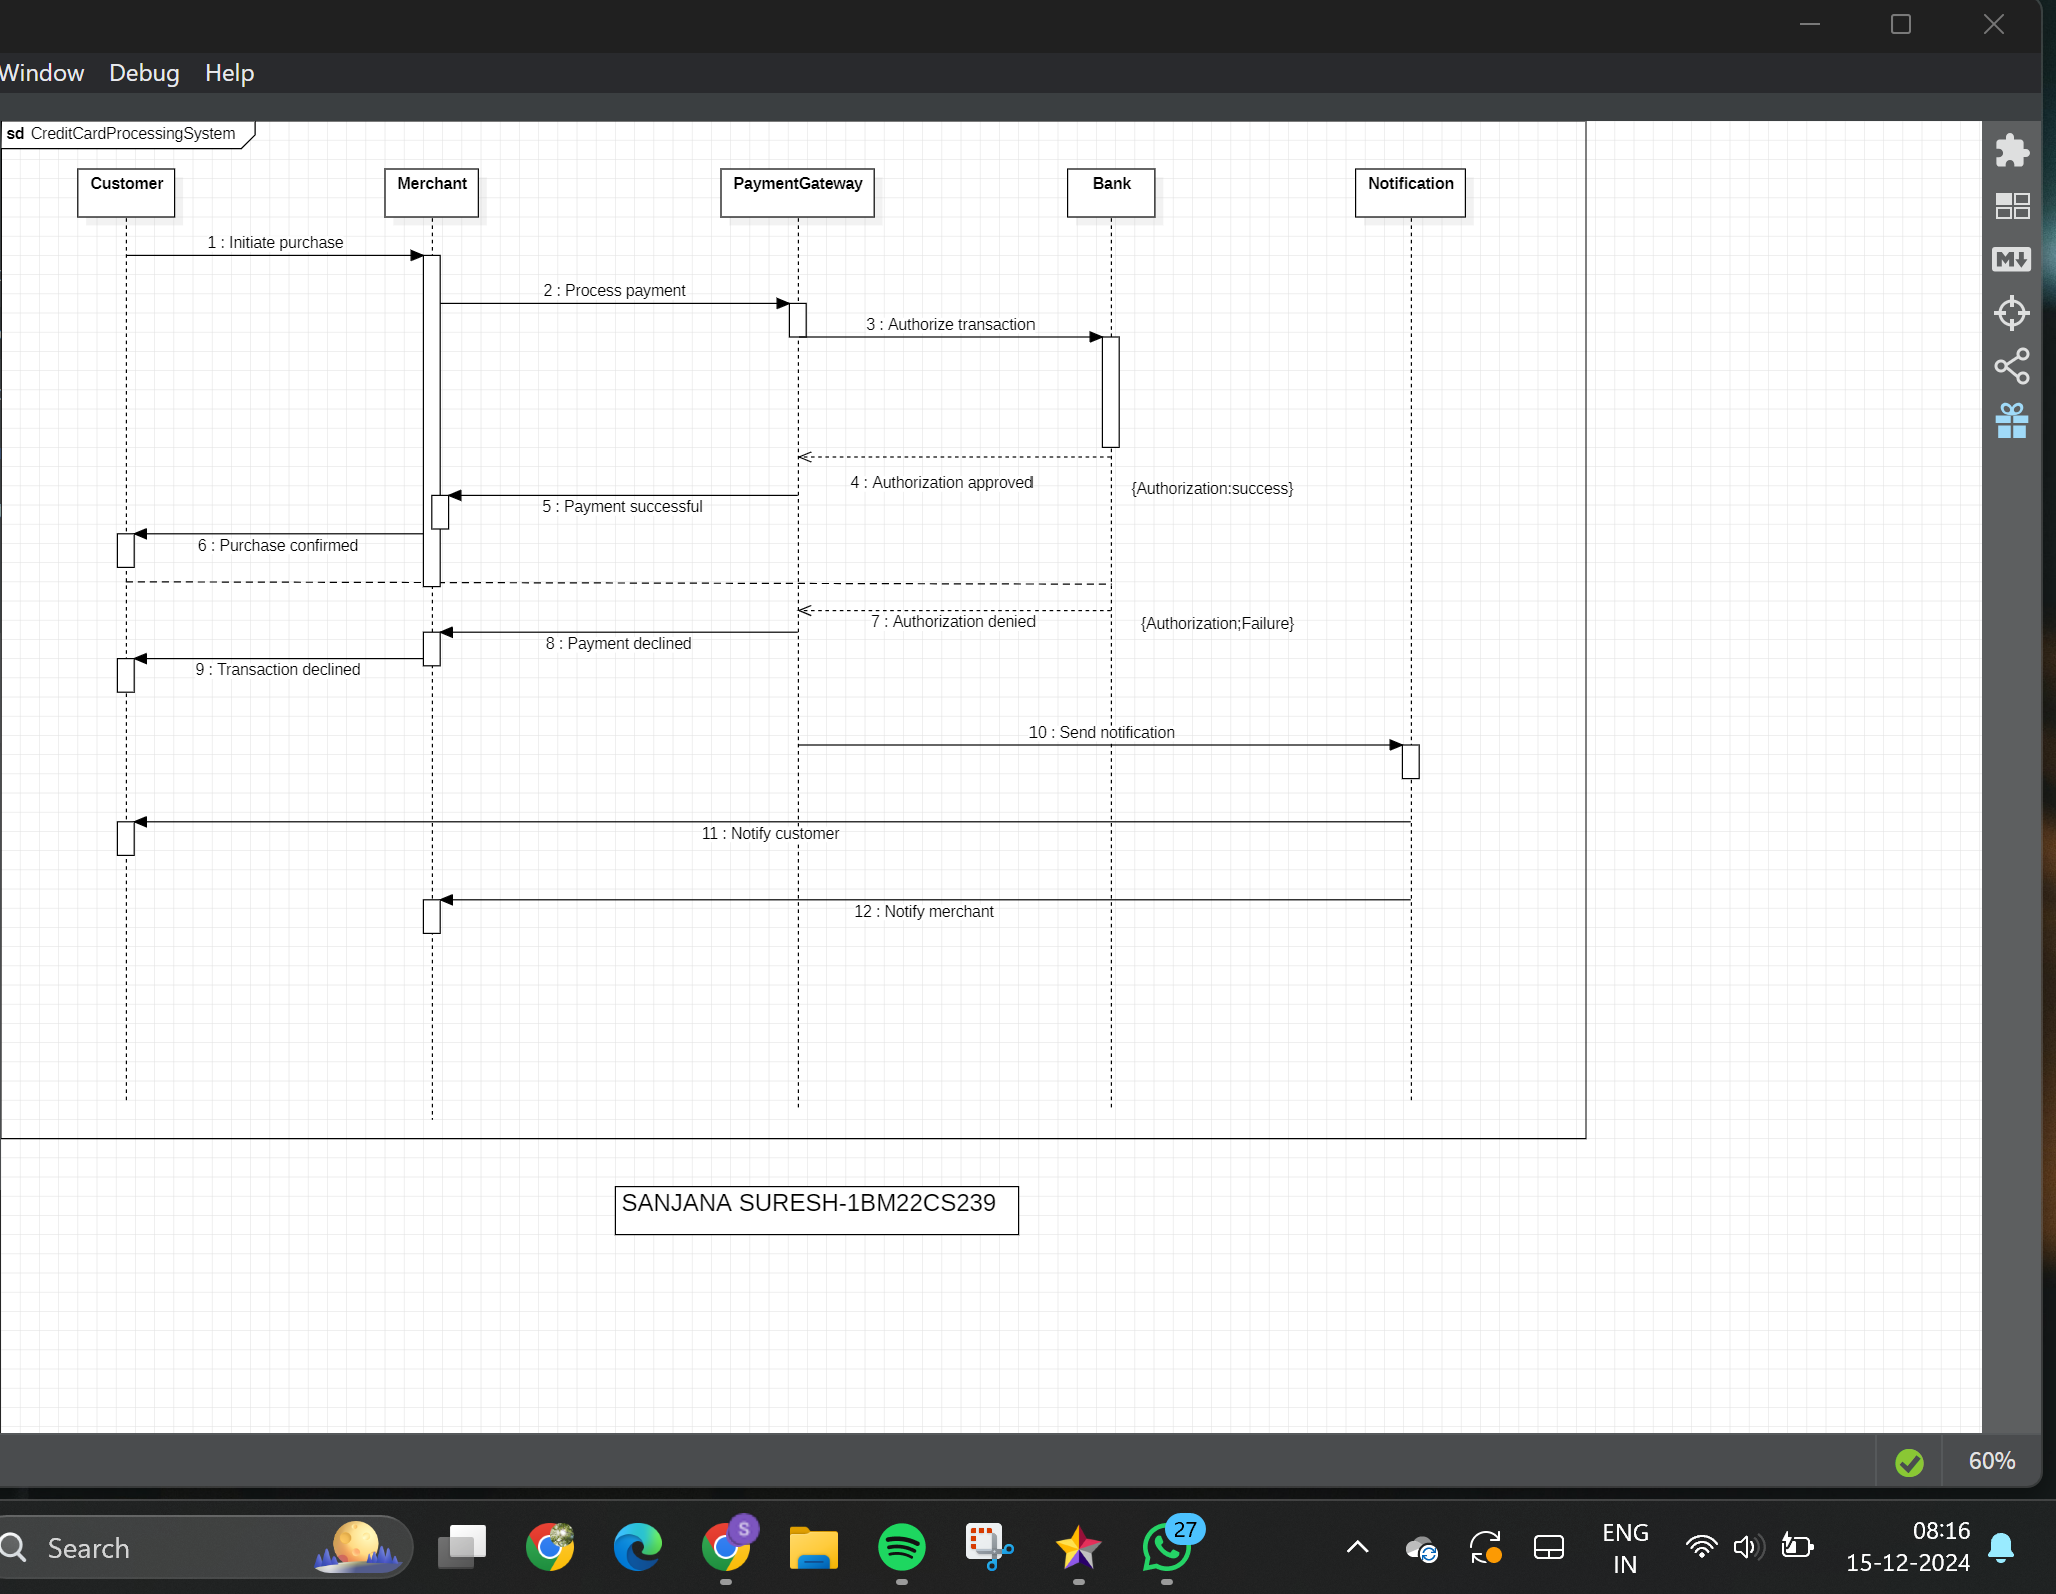 Window Debug Help
sd CreditCardProcessingSystem
Customer Merchant PaymentGateway Bank Notification
1 : Initiate purchase
2 : Process payment
3 : Authorize transaction
4 : Authorization approved
{Authorization:success}
5 : Payment successful
6 : Purchase confirmed
7 : Authorization denied
{Authorization;Failure}
8 : Payment declined
9 : Transaction declined
10 : Send notification
11 : Notify customer
12 : Notify merchant
SANJANA SURESH-1BM22CS239
M
60%
Search
S
27
ENG
IN
08:16
15-12-2024